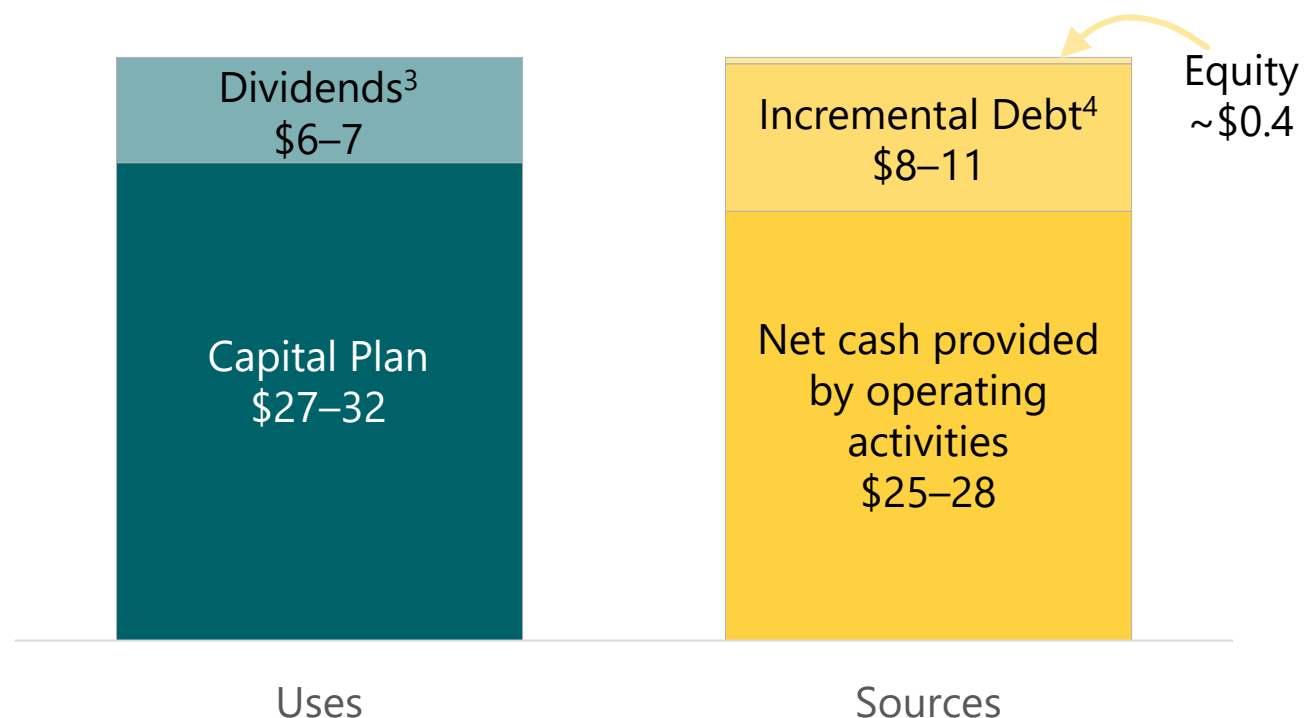 Dividends³
$6–7
Capital Plan
$27–32
Uses
Equity
~$0.4
Incremental Debt⁴
$8–11
Net cash provided
by operating
activities
$25–28
Sources